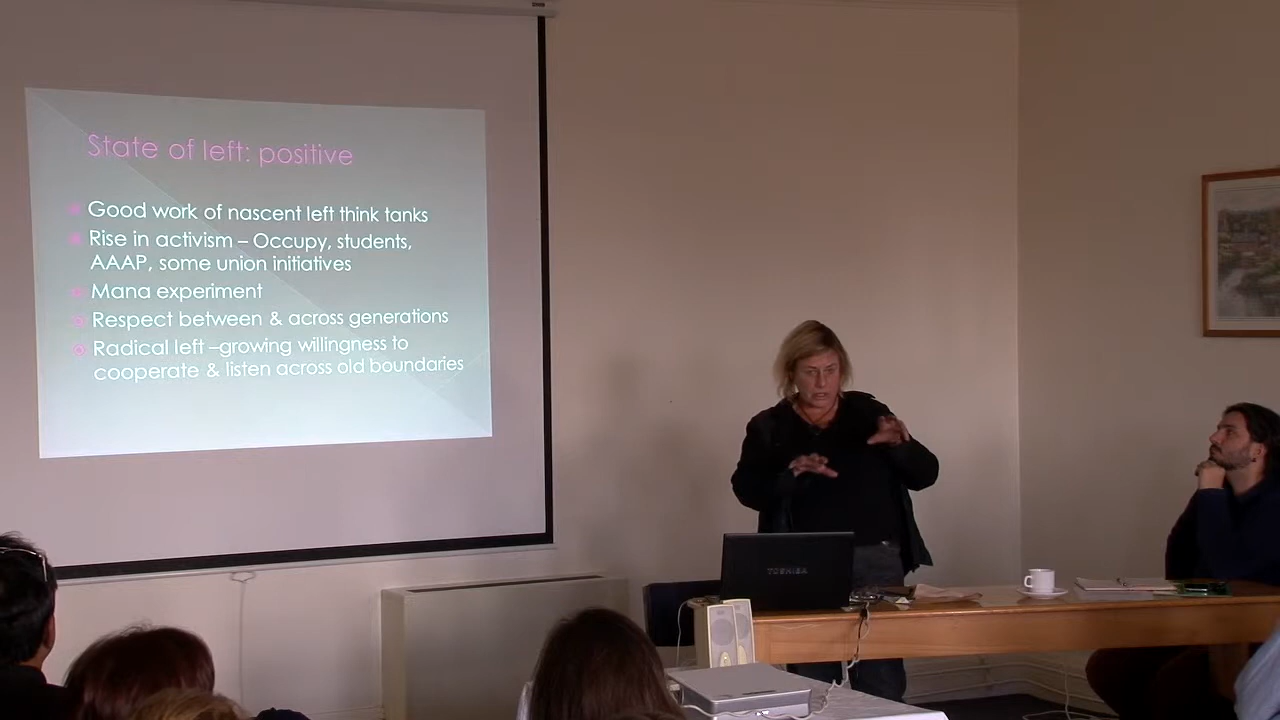 State of left: positive
Good work of nascent left think tanks
Rise in activism – Occupy, students,
AAAP, some union initiatives
Mana experiment
Respect between & across generations
Radical left –growing willingness to
cooperate & listen across old boundaries
TOSHIBA